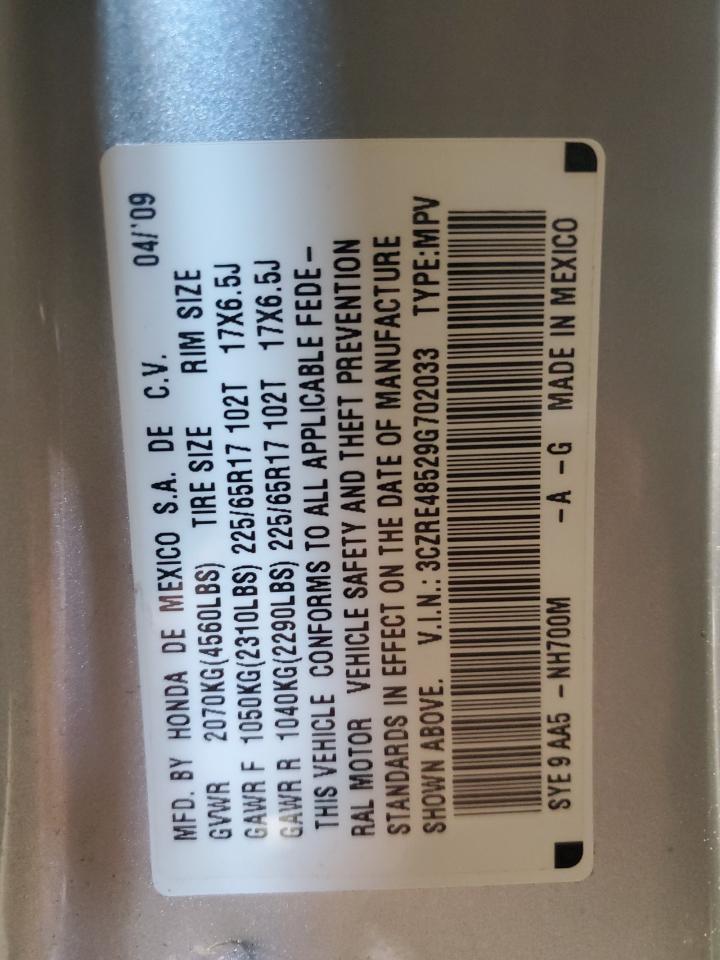 MFD. BY HONDA DE MEXICO S.A. DE C.V. 04/'09
GVWR 2070KG(4560LBS) TIRE SIZE RIM SIZE
GAWR F 1050KG(2310LBS) 225/65R17 102T 17X6.5J
GAWR R 1040KG(2290LBS) 225/65R17 102T 17X6.5J
THIS VEHICLE CONFORMS TO ALL APPLICABLE FEDE-
RAL MOTOR VEHICLE SAFETY AND THEFT PREVENTION
STANDARDS IN EFFECT ON THE DATE OF MANUFACTURE
SHOWN ABOVE. V.I.N.: 3CZRE48529G702033 TYPE:MPV
SYE9 AA5 -NH700M -A -G MADE IN MEXICO